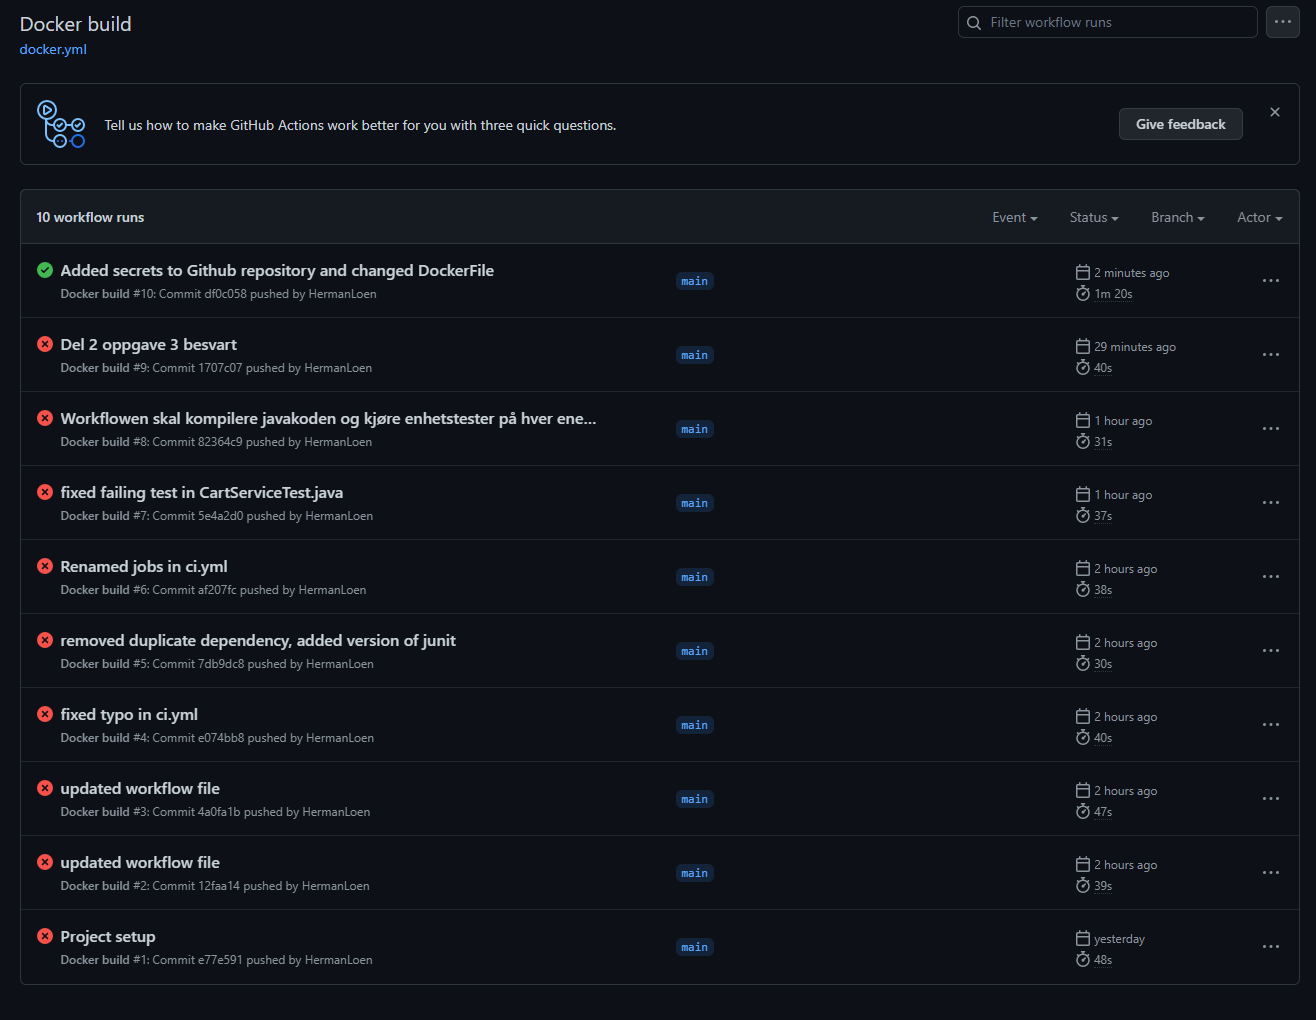 Docker build
docker.yml
Filter workflow runs
Tell us how to make GitHub Actions work better for you with three quick questions.
Give feedback
10 workflow runs
Event
Status
Branch
Actor
Added secrets to Github repository and changed DockerFile
Docker build #10: Commit df0c058 pushed by HermanLoen
main
2 minutes ago
1m 20s
Del 2 oppgave 3 besvart
Docker build #9: Commit 1707c07 pushed by HermanLoen
main
29 minutes ago
40s
Workflowen skal kompilere javakoden og kjøre enhetstester på hver ene...
Docker build #8: Commit 82364c9 pushed by HermanLoen
main
1 hour ago
31s
fixed failing test in CartServiceTest.java
Docker build #7: Commit 5e4a2d0 pushed by HermanLoen
main
1 hour ago
37s
Renamed jobs in ci.yml
Docker build #6: Commit af207fc pushed by HermanLoen
main
2 hours ago
38s
removed duplicate dependency, added version of junit
Docker build #5: Commit 7db9dc8 pushed by HermanLoen
main
2 hours ago
30s
fixed typo in ci.yml
Docker build #4: Commit e074bb8 pushed by HermanLoen
main
2 hours ago
40s
updated workflow file
Docker build #3: Commit 4a0fa1b pushed by HermanLoen
main
2 hours ago
47s
updated workflow file
Docker build #2: Commit 12faa14 pushed by HermanLoen
main
2 hours ago
39s
Project setup
Docker build #1: Commit e77e591 pushed by HermanLoen
main
yesterday
48s